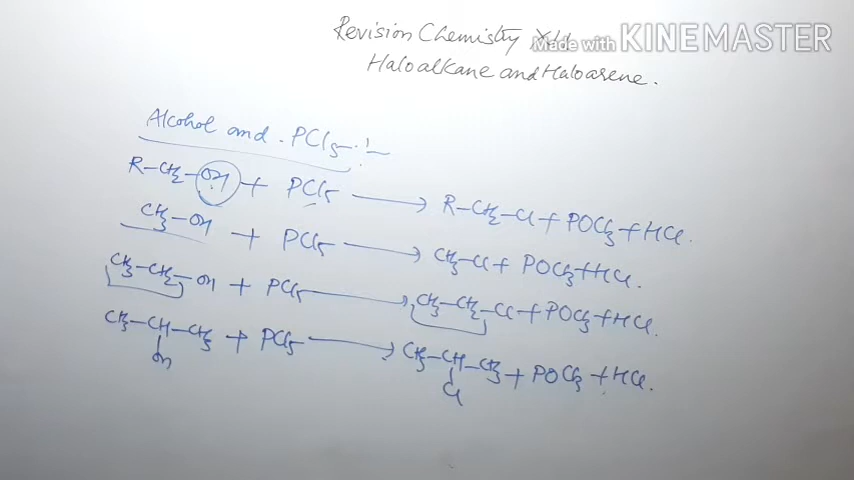 Revision Chemistry XII
Made with KINEMASTER
Haloalkane and Haloarene.
Alcohol and . PCl5 :-
R-CH2-OH + PCl5 → R-CH2-Cl + POCl3 + HCl.
CH3-OH + PCl5 → CH3-Cl + POCl3 + HCl.
CH3-CH2-OH + PCl5 → CH3-CH2-Cl + POCl3 + HCl.
CH3-CH-CH3 + PCl5 → CH3-CH-CH3 + POCl3 + HCl.
OH Cl